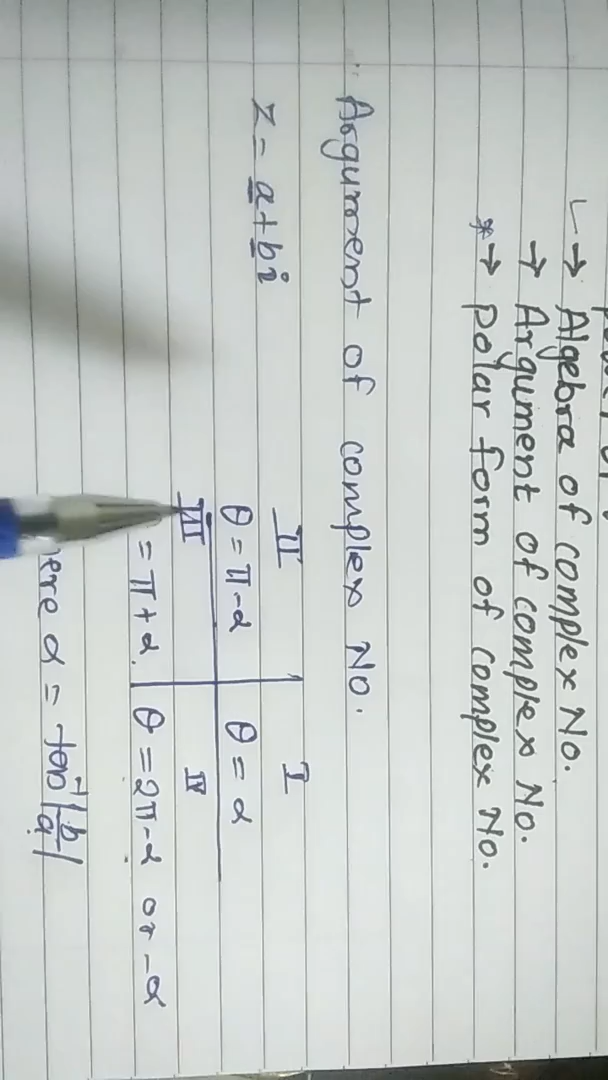 ↳ Algebra of complex No.
→ Argument of complex No.
*→ polar form of complex No.
Argument of complex No.
z = a + bi
II I
θ = π-α θ = α
III IV
= π+α θ = 2π-α or -α
α = tan⁻¹|b/a|